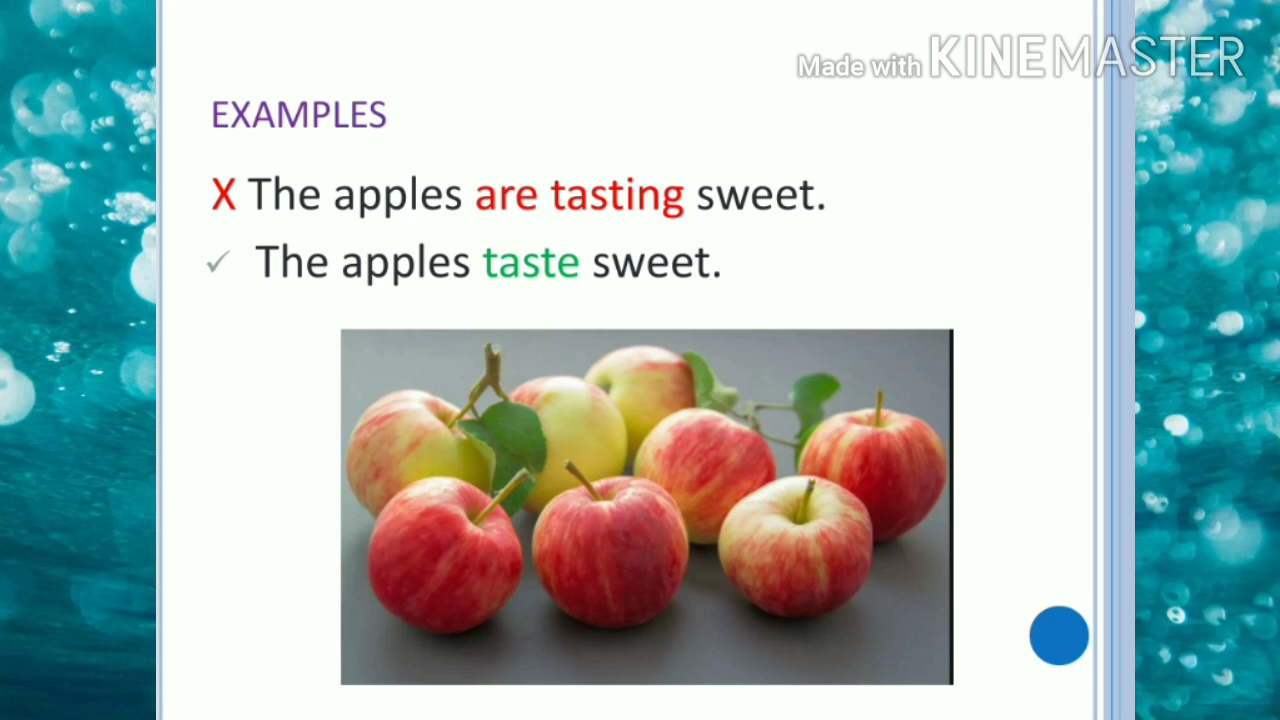 Made with KINEMASTER
EXAMPLES
X The apples are tasting sweet.
✓ The apples taste sweet.